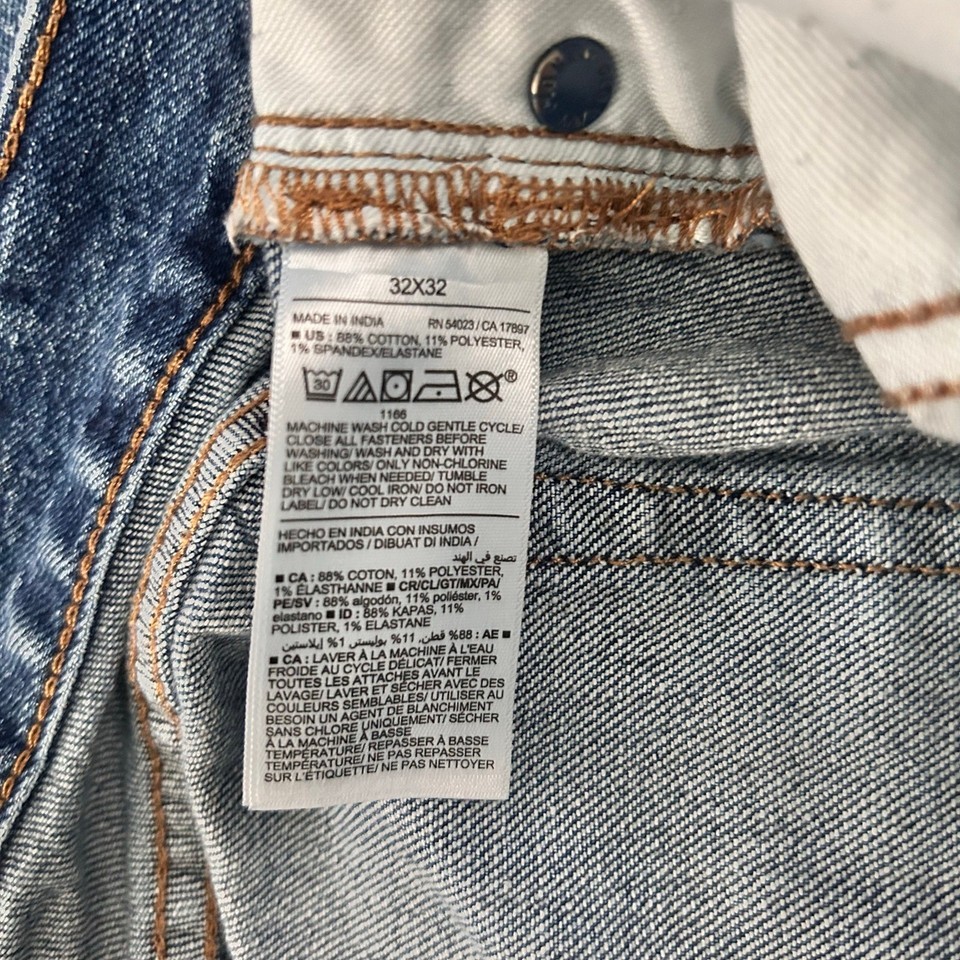 32X32
MADE IN INDIA RN 54023 / CA 17897
■ US : 88% COTTON, 11% POLYESTER,
1% SPANDEX/ELASTANE
30 ®
1166
MACHINE WASH COLD GENTLE CYCLE/
CLOSE ALL FASTENERS BEFORE
WASHING/ WASH AND DRY WITH
LIKE COLORS/ ONLY NON-CHLORINE
BLEACH WHEN NEEDED/ TUMBLE
DRY LOW/ COOL IRON/ DO NOT IRON
LABEL/ DO NOT DRY CLEAN
HECHO EN INDIA CON INSUMOS
IMPORTADOS / DIBUAT DI INDIA /
تصنع في الهند
■ CA : 88% COTON, 11% POLYESTER,
1% ÉLASTHANNE ■ CR/CL/GT/MX/PA/
PE/SV : 88% algodón, 11% poliéster, 1%
elastano ■ ID : 88% KAPAS, 11%
POLISTER, 1% ELASTANE
■ AE : 88% قطن, 11% بوليستر, 1% إيلاستين
■ CA : LAVER À LA MACHINE À L'EAU
FROIDE AU CYCLE DÉLICAT/ FERMER
TOUTES LES ATTACHES AVANT LE
LAVAGE/ LAVER ET SÉCHER AVEC DES
COULEURS SEMBLABLES/ UTILISER AU
BESOIN UN AGENT DE BLANCHIMENT
SANS CHLORE UNIQUEMENT/ SÉCHER
À LA MACHINE À BASSE
TEMPÉRATURE/ REPASSER À BASSE
TEMPÉRATURE/ NE PAS REPASSER
SUR L'ÉTIQUETTE/ NE PAS NETTOYER